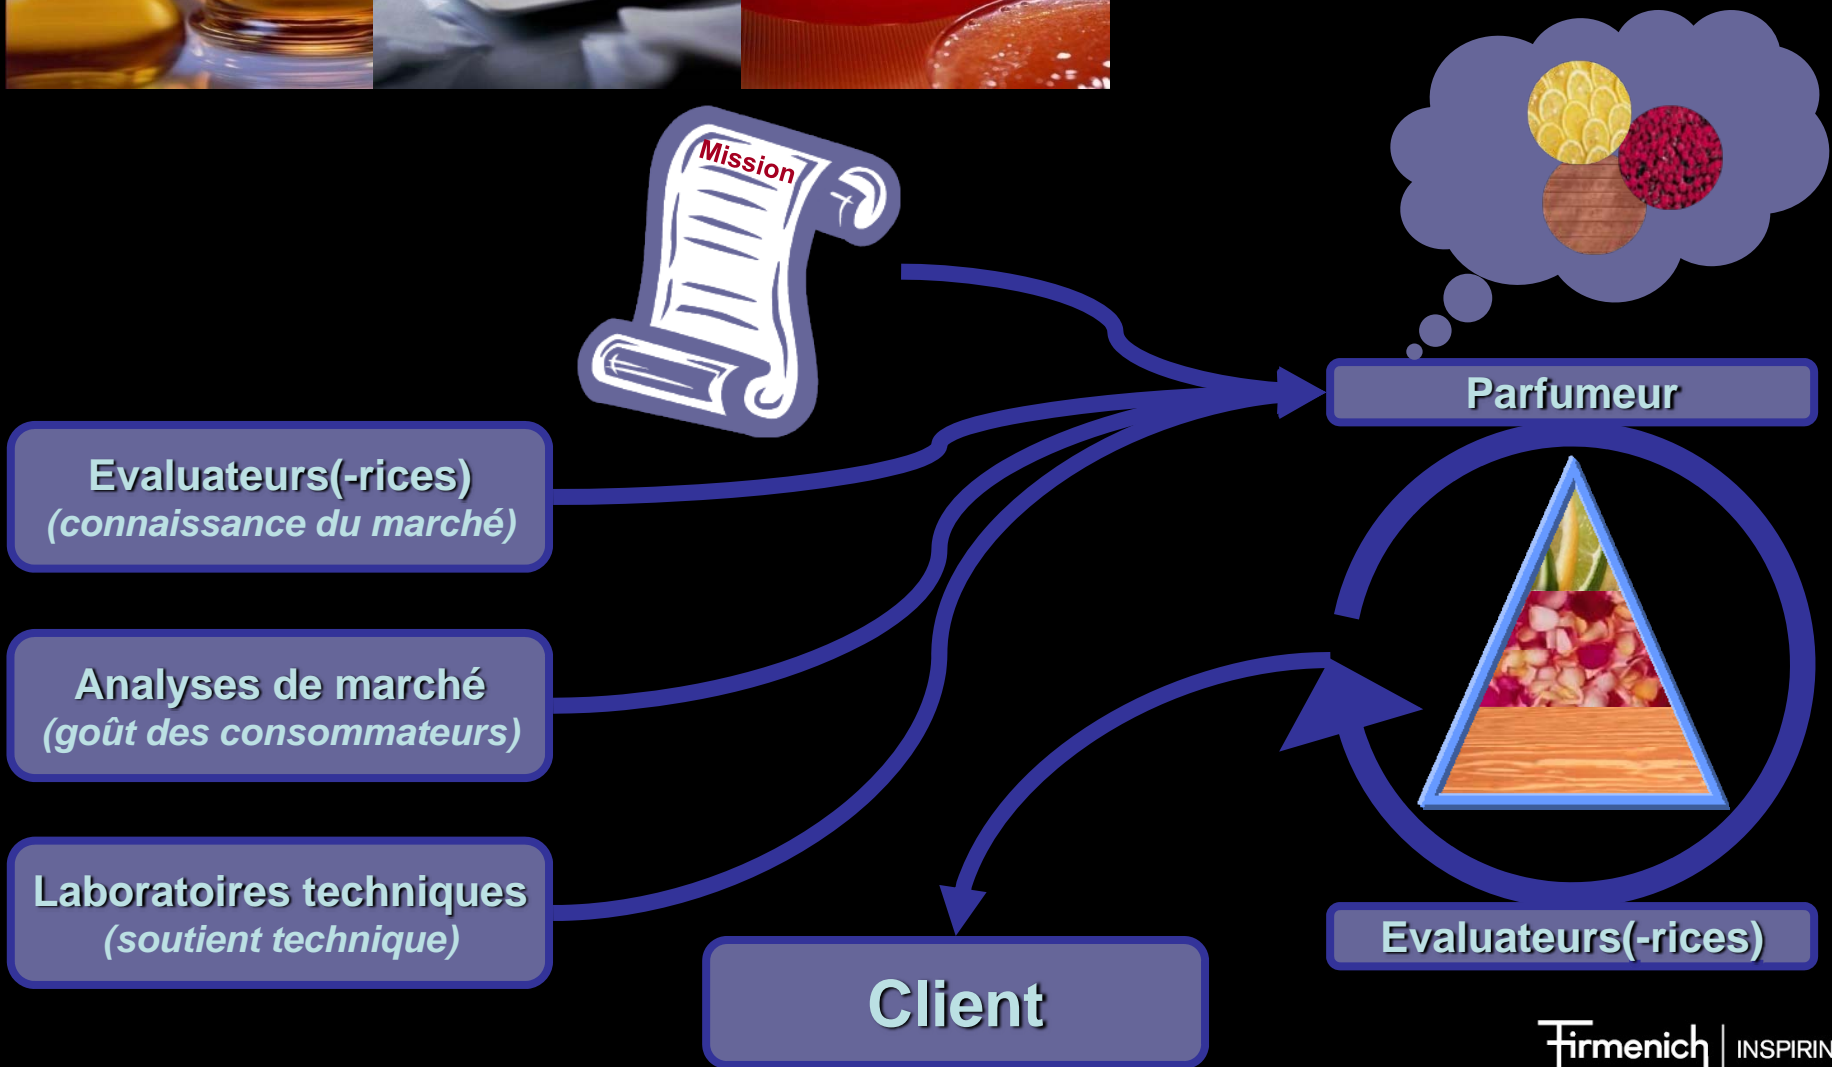 Mission
Parfumeur
Evaluateurs(-rices)
(connaissance du marché)
Analyses de marché
(goût des consommateurs)
Laboratoires techniques
(soutient technique)
Evaluateurs(-rices)
Client
Firmenich | INSPIRIN